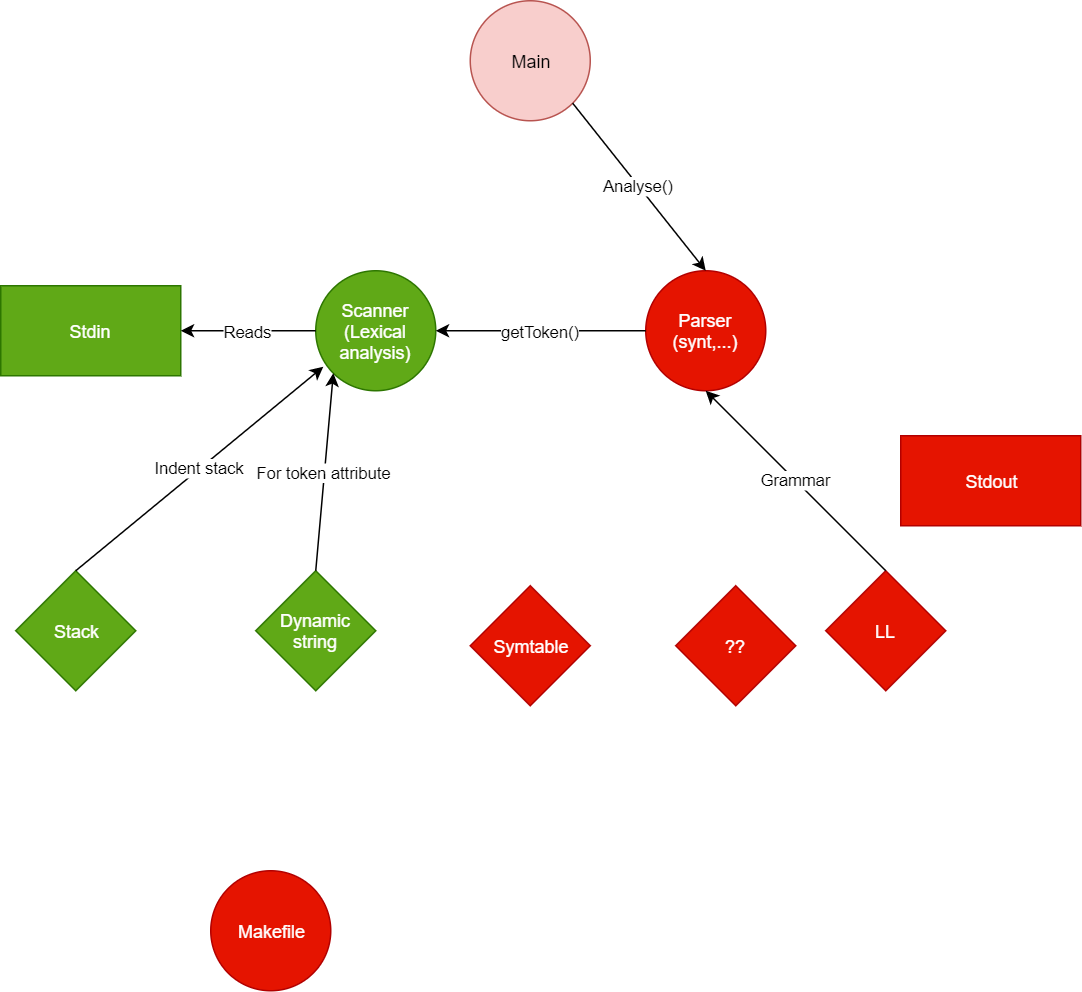 Main
Analyse()
Stdin
Reads
Scanner
(Lexical
analysis)
getToken()
Parser
(synt,...)
Indent stack
For token attribute
Grammar
Stdout
Stack
Dynamic
string
Symtable
??
LL
Makefile